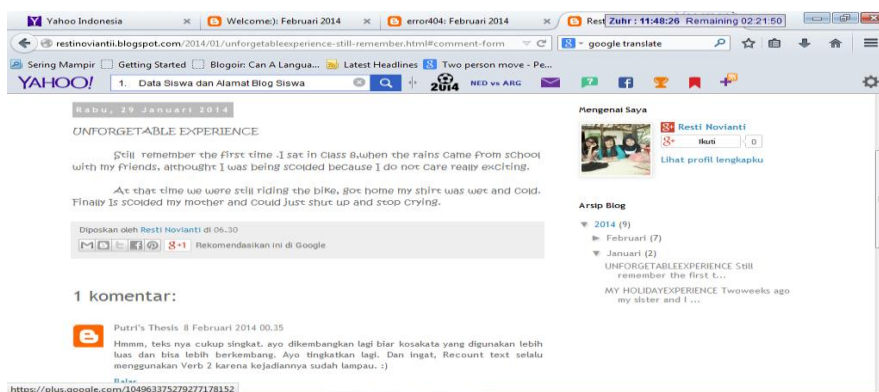 Yahoo Indonesia
Welcome:): Februari 2014
error404: Februari 2014
Rest
Zuhr : 11:48:26 Remaining 02:21:50
restinoviantii.blogspot.com/2014/01/unforgetableexperience-still-remember.html#comment-form
google translate
Sering Mampir
Getting Started
Blogoir: Can A Langua...
Latest Headlines
Two person move - Pe...
YAHOO!
1. Data Siswa dan Alamat Blog Siswa
2014
NED vs ARG
Rabu, 29 Januari 2014
UNFORGETABLE EXPERIENCE
Still remember the first time .I sat in class 8,when the rains came from school
with my friends, althought I was being scolded because I do not care really exciting.
At that time we were still riding the bike, got home my shirt was wet and cold.
Finally Is scolded my mother and could just shut up and stop crying.
Diposkan oleh Resti Novianti di 06.30
+1 Rekomendasikan ini di Google
1 komentar:
Putri's Thesis 8 Februari 2014 00.35
Hmmm, teks nya cukup singkat. ayo dikembangkan lagi biar kosakata yang digunakan lebih
luas dan bisa lebih berkembang. Ayo tingkatkan lagi. Dan ingat, Recount text selalu
menggunakan Verb 2 karena kejadiannya sudah lampau. :)
Balas
https://plus.google.com/104963375279277178152
Mengenai Saya
Resti Novianti
Ikuti
0
Lihat profil lengkapku
Arsip Blog
▼ 2014 (9)
► Februari (7)
▼ Januari (2)
UNFORGETABLEEXPERIENCE Still
remember the first t...
MY HOLIDAYEXPERIENCE Twoweeks ago
my sister and I ...